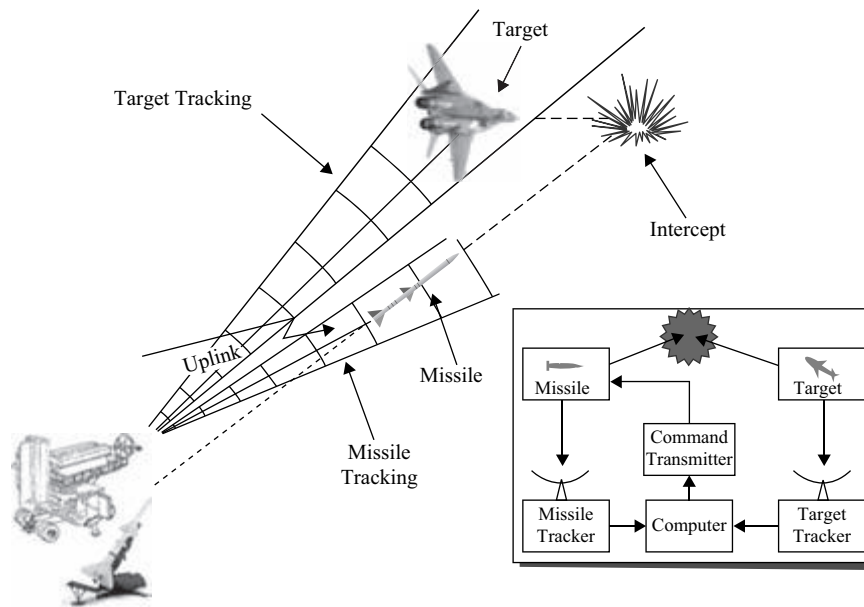 Target
Target Tracking
Intercept
Uplink
Missile
Missile
Tracking
Missile
Target
Command
Transmitter
Missile
Tracker
Computer
Target
Tracker